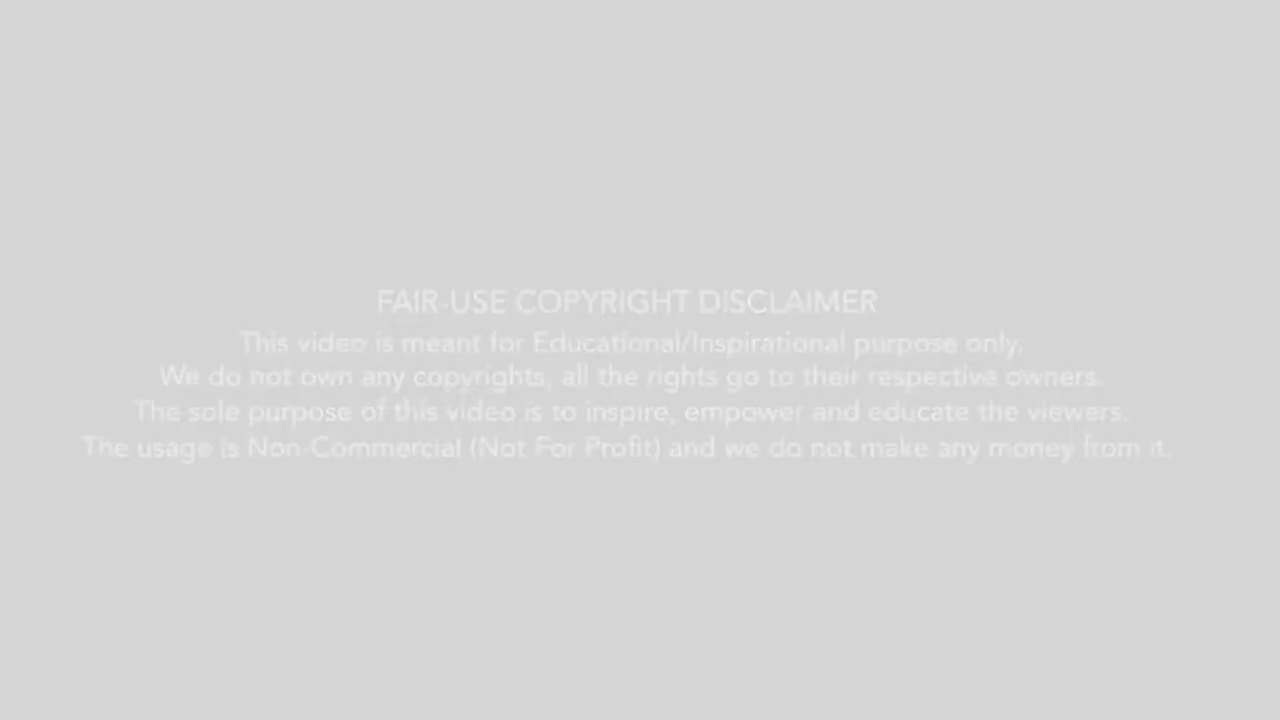 FAIR-USE COPYRIGHT DISCLAIMER
This video is meant for Educational/Inspirational purpose only.
We do not own any copyrights, all the rights go to their respective owners.
The sole purpose of this video is to inspire, empower and educate the viewers.
The usage is Non-Commercial (Not For Profit) and we do not make any money from it.